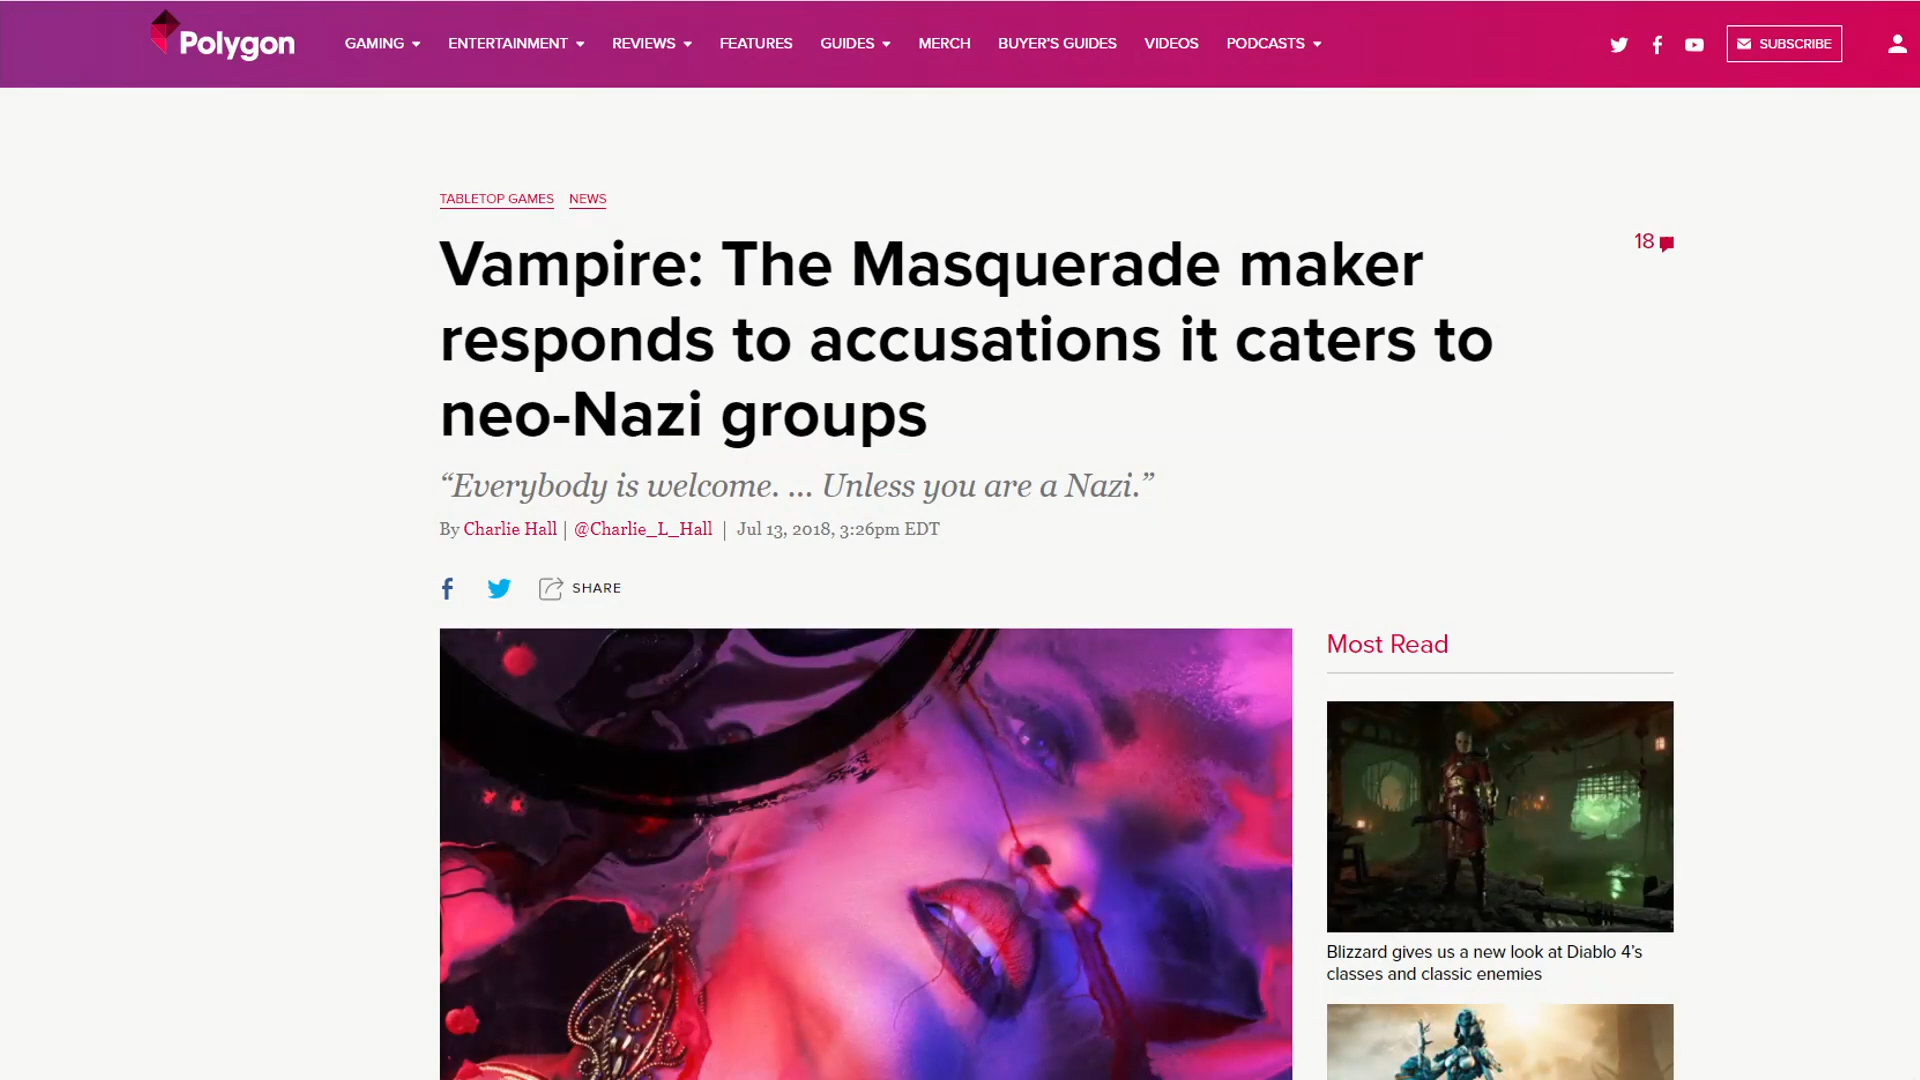 Polygon
GAMING ENTERTAINMENT REVIEWS FEATURES GUIDES MERCH BUYER'S GUIDES VIDEOS PODCASTS SUBSCRIBE
TABLETOP GAMES NEWS
Vampire: The Masquerade maker
responds to accusations it caters to
neo-Nazi groups
18
“Everybody is welcome. ... Unless you are a Nazi.”
By Charlie Hall | @Charlie_L_Hall | Jul 13, 2018, 3:26pm EDT
SHARE
Most Read
Blizzard gives us a new look at Diablo 4's
classes and classic enemies